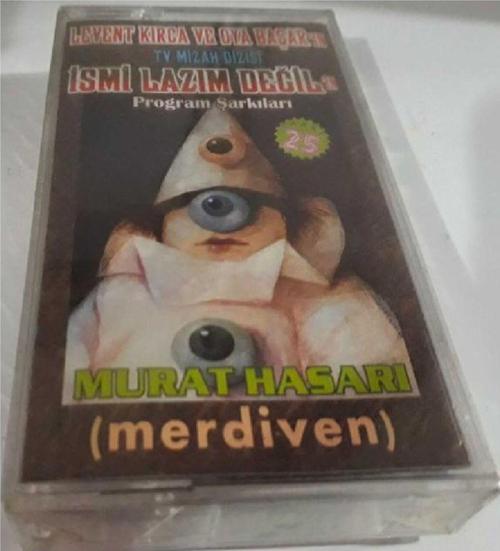 LEVENT KIRCA VE OYA BAŞAR'ın
TV MİZAH DİZİSİ
İSMİ LAZIM DEĞİL
Program Şarkıları
25
MURAT HASARI
(merdiven)